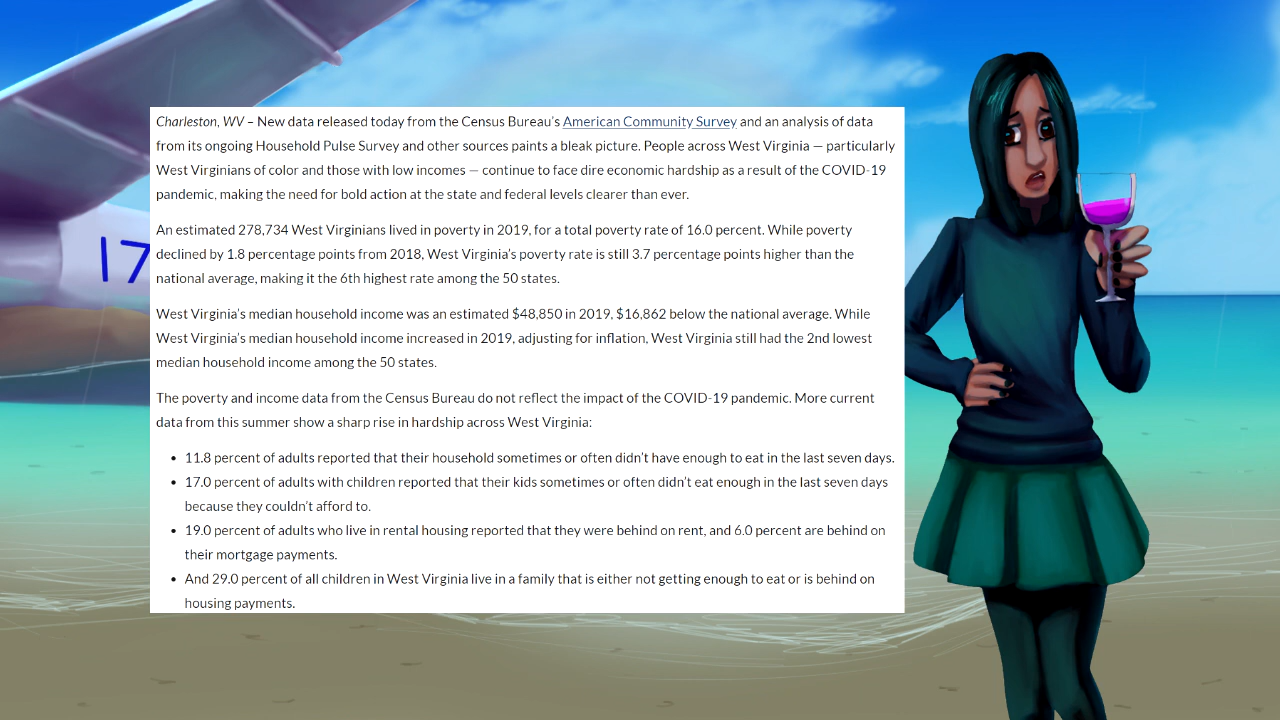 17
Charleston, WV – New data released today from the Census Bureau’s American Community Survey and an analysis of data
from its ongoing Household Pulse Survey and other sources paints a bleak picture. People across West Virginia — particularly
West Virginians of color and those with low incomes — continue to face dire economic hardship as a result of the COVID-19
pandemic, making the need for bold action at the state and federal levels clearer than ever.
An estimated 278,734 West Virginians lived in poverty in 2019, for a total poverty rate of 16.0 percent. While poverty
declined by 1.8 percentage points from 2018, West Virginia’s poverty rate is still 3.7 percentage points higher than the
national average, making it the 6th highest rate among the 50 states.
West Virginia’s median household income was an estimated $48,850 in 2019, $16,862 below the national average. While
West Virginia’s median household income increased in 2019, adjusting for inflation, West Virginia still had the 2nd lowest
median household income among the 50 states.
The poverty and income data from the Census Bureau do not reflect the impact of the COVID-19 pandemic. More current
data from this summer show a sharp rise in hardship across West Virginia:
• 11.8 percent of adults reported that their household sometimes or often didn’t have enough to eat in the last seven days.
• 17.0 percent of adults with children reported that their kids sometimes or often didn’t eat enough in the last seven days
because they couldn’t afford to.
• 19.0 percent of adults who live in rental housing reported that they were behind on rent, and 6.0 percent are behind on
their mortgage payments.
• And 29.0 percent of all children in West Virginia live in a family that is either not getting enough to eat or is behind on
housing payments.